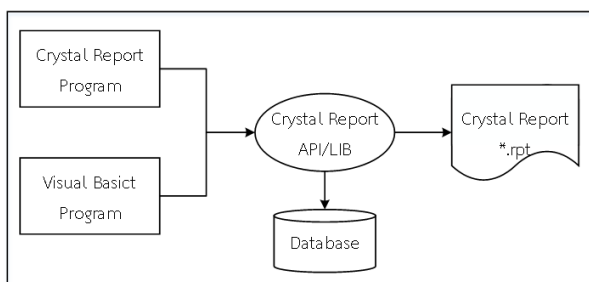 Crystal Report
Program
Visual Basict
Program
Crystal Report
API/LIB
Database
Crystal Report
*.rpt